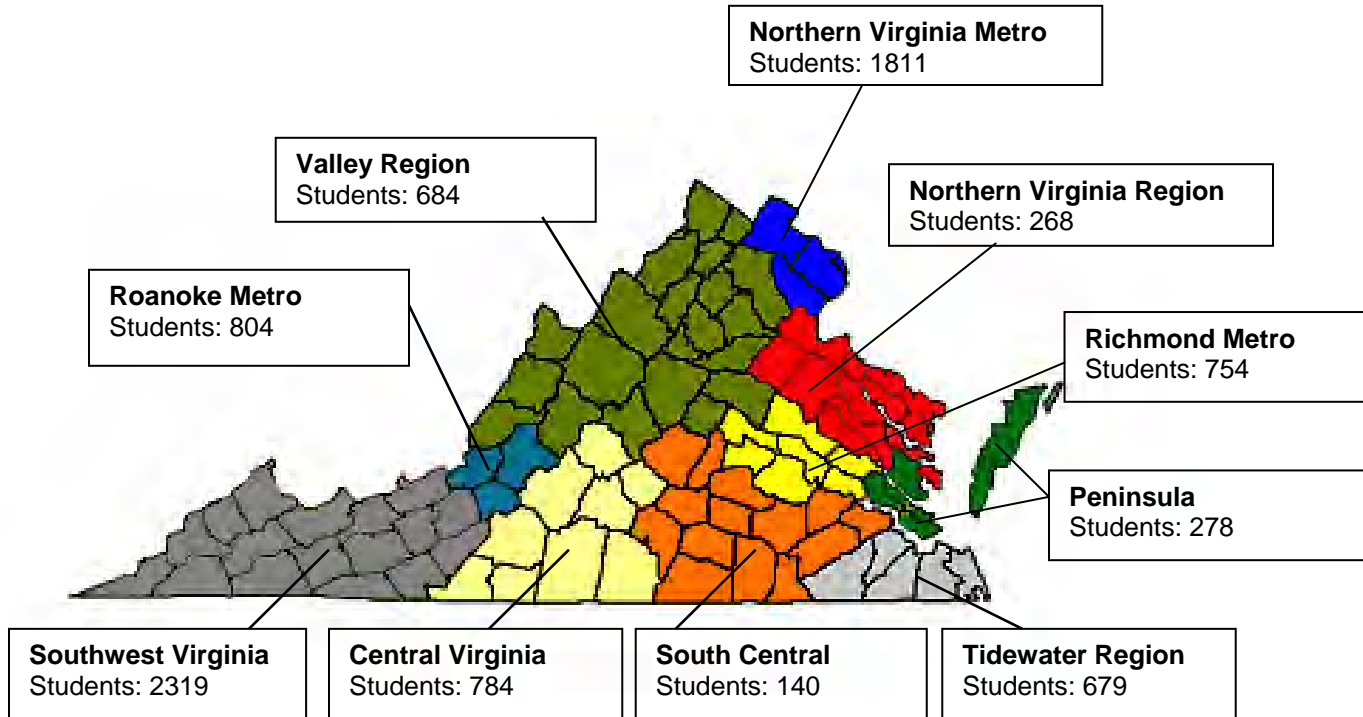 Northern Virginia Metro
Students: 1811
Valley Region
Students: 684
Northern Virginia Region
Students: 268
Roanoke Metro
Students: 804
Richmond Metro
Students: 754
Peninsula
Students: 278
Southwest Virginia
Students: 2319
Central Virginia
Students: 784
South Central
Students: 140
Tidewater Region
Students: 679